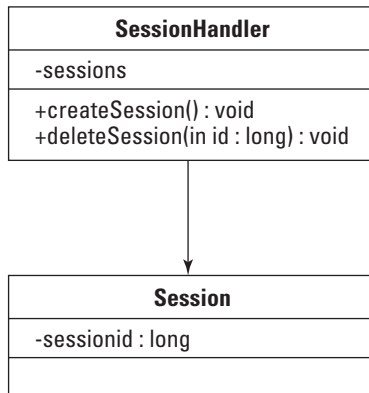 SessionHandler
-sessions
+createSession() : void
+deleteSession(in id : long) : void
Session
-sessionid : long